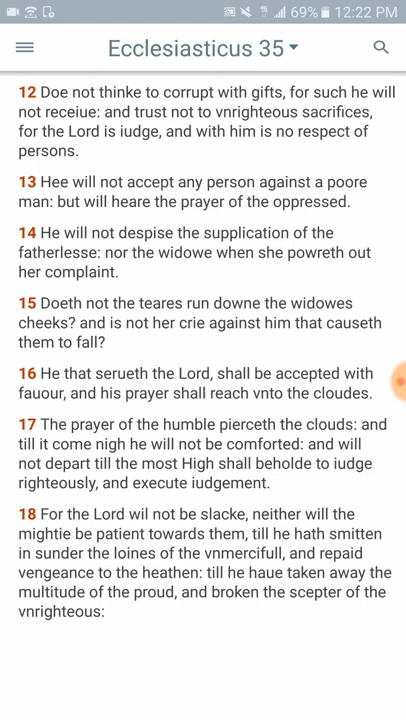 69% 12:22 PM
Ecclesiasticus 35
12 Doe not thinke to corrupt with gifts, for such he will
not receiue: and trust not to vnrighteous sacrifices,
for the Lord is iudge, and with him is no respect of
persons.
13 Hee will not accept any person against a poore
man: but will heare the prayer of the oppressed.
14 He will not despise the supplication of the
fatherlesse: nor the widowe when she powreth out
her complaint.
15 Doeth not the teares run downe the widowes
cheeks? and is not her crie against him that causeth
them to fall?
16 He that serueth the Lord, shall be accepted with
fauour, and his prayer shall reach vnto the cloudes.
17 The prayer of the humble pierceth the clouds: and
till it come nigh he will not be comforted: and will
not depart till the most High shall beholde to iudge
righteously, and execute iudgement.
18 For the Lord wil not be slacke, neither will the
mightie be patient towards them, till he hath smitten
in sunder the loines of the vnmercifull, and repaid
vengeance to the heathen: till he haue taken away the
multitude of the proud, and broken the scepter of the
vnrighteous: